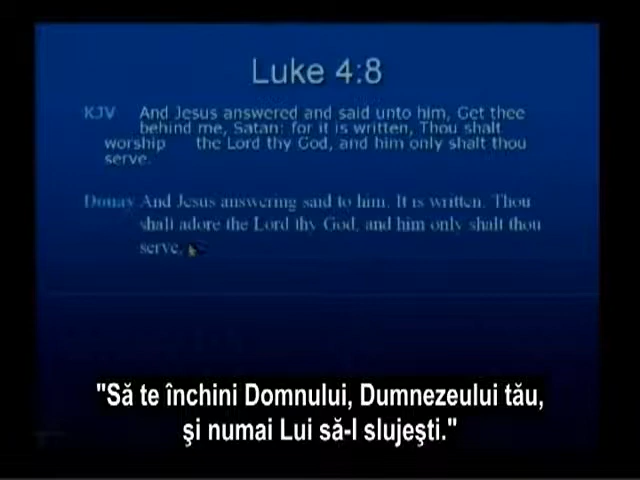 Luke 4:8
KJV And Jesus answered and said unto him, Get thee
behind me, Satan: for it is written, Thou shalt
worship the Lord thy God, and him only shalt thou
serve.
Douay And Jesus answering said to him. It is written. Thou
shalt adore the Lord thy God, and him only shalt thou
serve.
"Să te închini Domnului, Dumnezeului tău,
şi numai Lui să-I slujeşti."